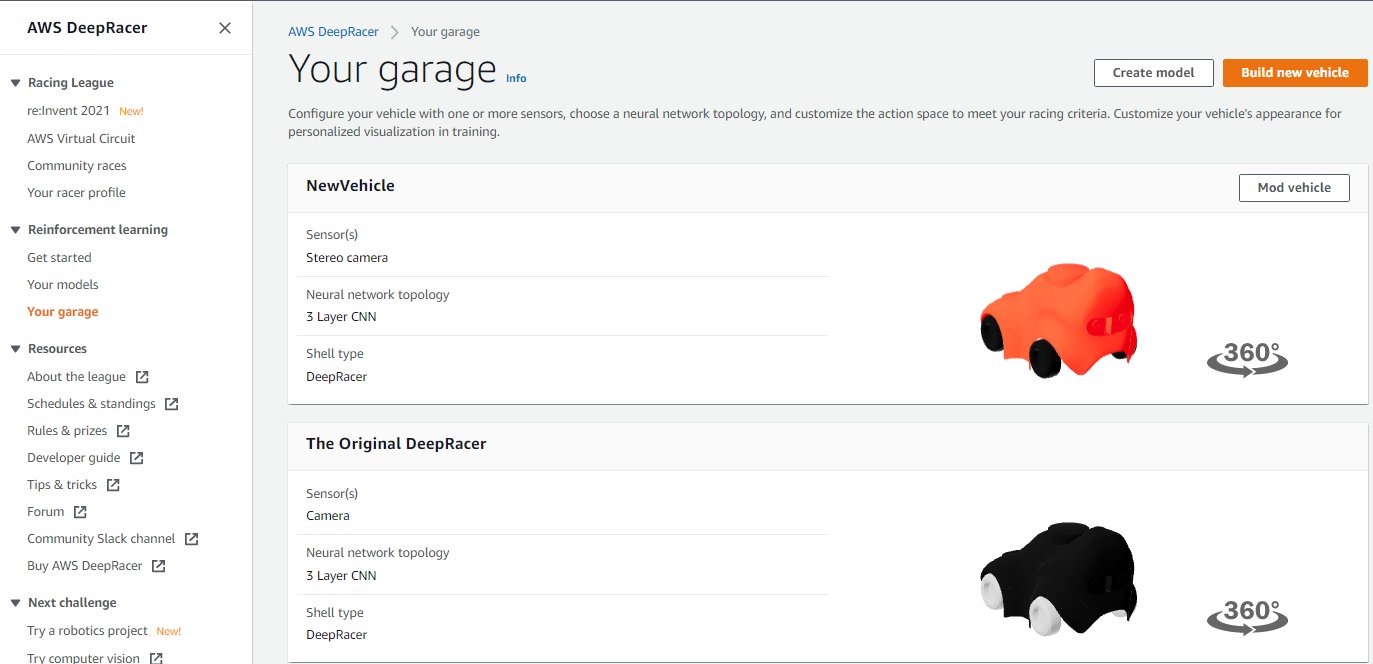 AWS DeepRacer
Racing League
re:Invent 2021 New!
AWS Virtual Circuit
Community races
Your racer profile
Reinforcement learning
Get started
Your models
Your garage
Resources
About the league
Schedules & standings
Rules & prizes
Developer guide
Tips & tricks
Forum
Community Slack channel
Buy AWS DeepRacer
Next challenge
Try a robotics project New!
Try computer vision
AWS DeepRacer Your garage
Your garage Info
Create model
Build new vehicle
Configure your vehicle with one or more sensors, choose a neural network topology, and customize the action space to meet your racing criteria. Customize your vehicle's appearance for
personalized visualization in training.
NewVehicle
Mod vehicle
Sensor(s)
Stereo camera
Neural network topology
3 Layer CNN
Shell type
DeepRacer
360°
The Original DeepRacer
Sensor(s)
Camera
Neural network topology
3 Layer CNN
Shell type
DeepRacer
360°